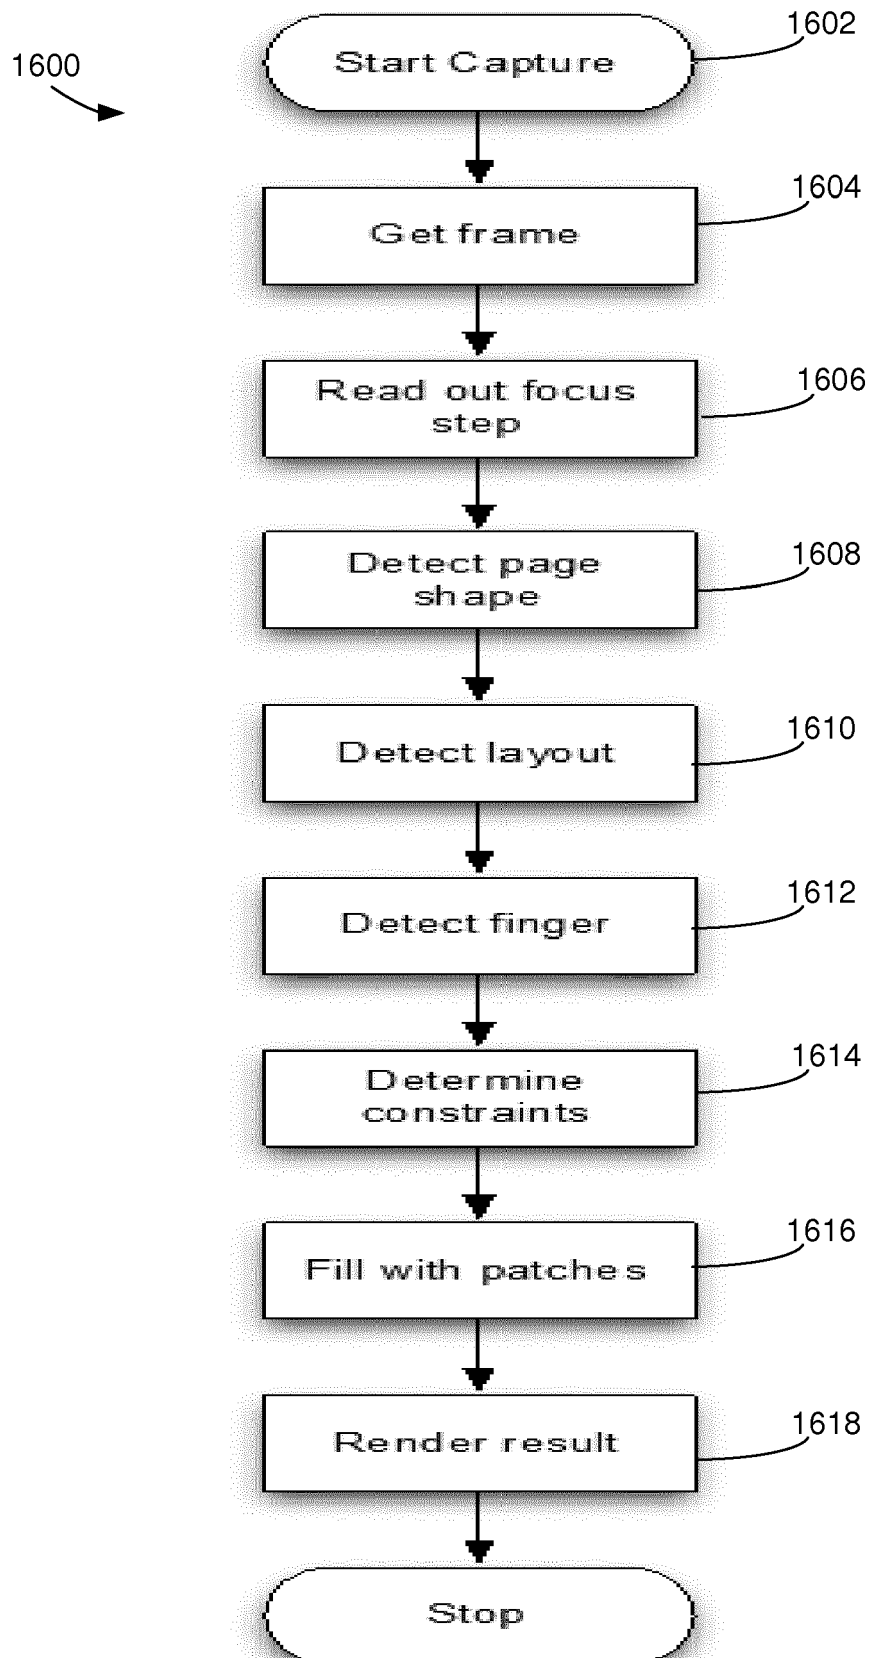 1600
Start Capture
1602
Get frame
1604
Read out focus
step
1606
Detect page
shape
1608
Detect layout
1610
Detect finger
1612
Determine
constraints
1614
Fill with patches
1616
Render result
1618
Stop